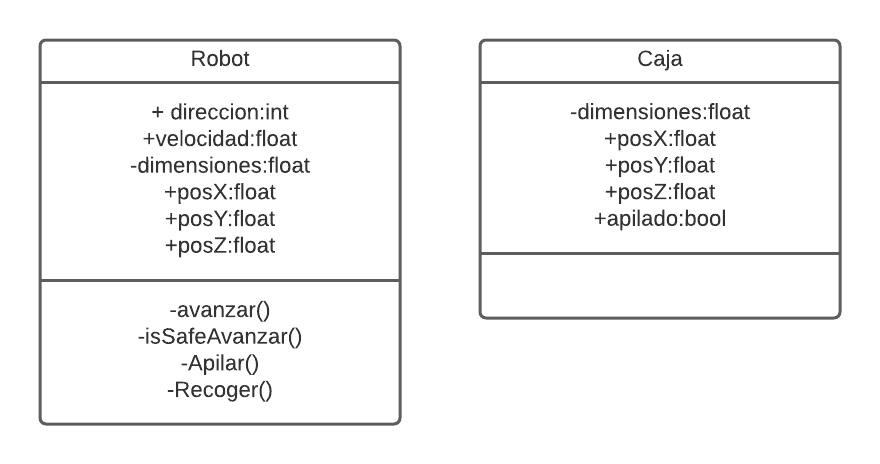 Robot
+ direccion:int
+velocidad:float
-dimensiones:float
+posX:float
+posY:float
+posZ:float
-avanzar()
-isSafeAvanzar()
-Apilar()
-Recoger()
Caja
-dimensiones:float
+posX:float
+posY:float
+posZ:float
+apilado:bool